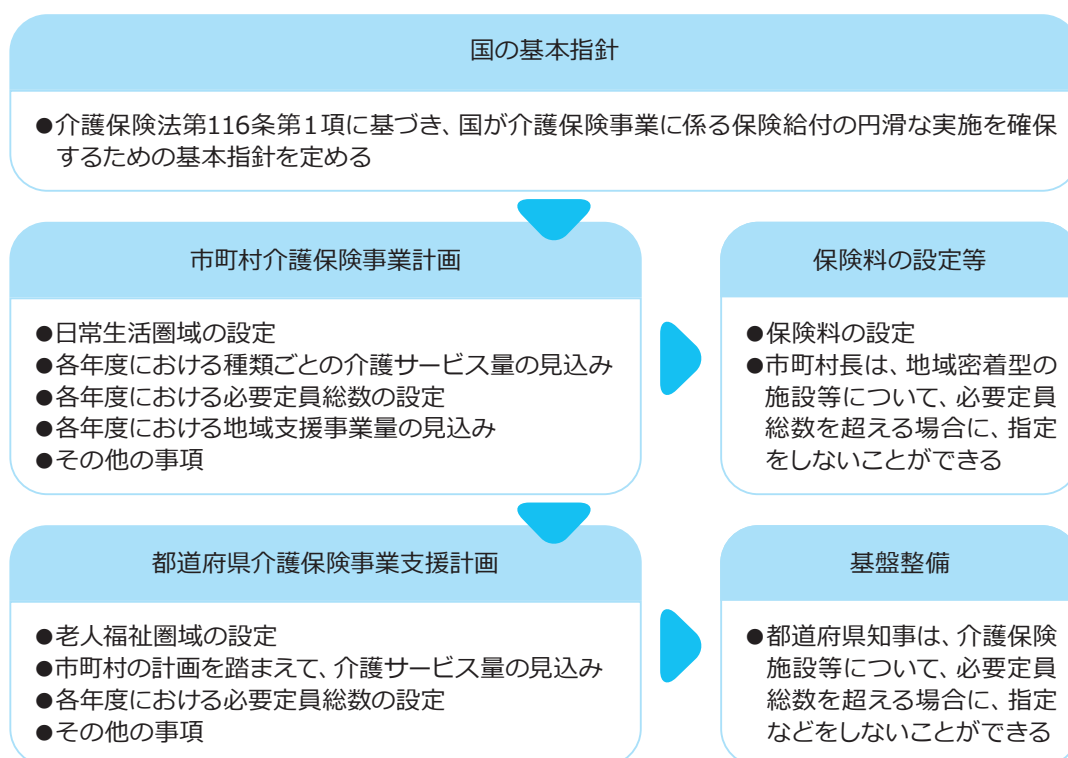 国の基本指針
●介護保険法第116条第1項に基づき、国が介護保険事業に係る保険給付の円滑な実施を確保
するための基本指針を定める
市町村介護保険事業計画
●日常生活圏域の設定
●各年度における種類ごとの介護サービス量の見込み
●各年度における必要定員総数の設定
●各年度における地域支援事業量の見込み
●その他の事項
保険料の設定等
●保険料の設定
●市町村長は、地域密着型の
施設等について、必要定員
総数を超える場合に、指定
をしないことができる
都道府県介護保険事業支援計画
●老人福祉圏域の設定
●市町村の計画を踏まえて、介護サービス量の見込み
●各年度における必要定員総数の設定
●その他の事項
基盤整備
●都道府県知事は、介護保険
施設等について、必要定員
総数を超える場合に、指定
などをしないことができる